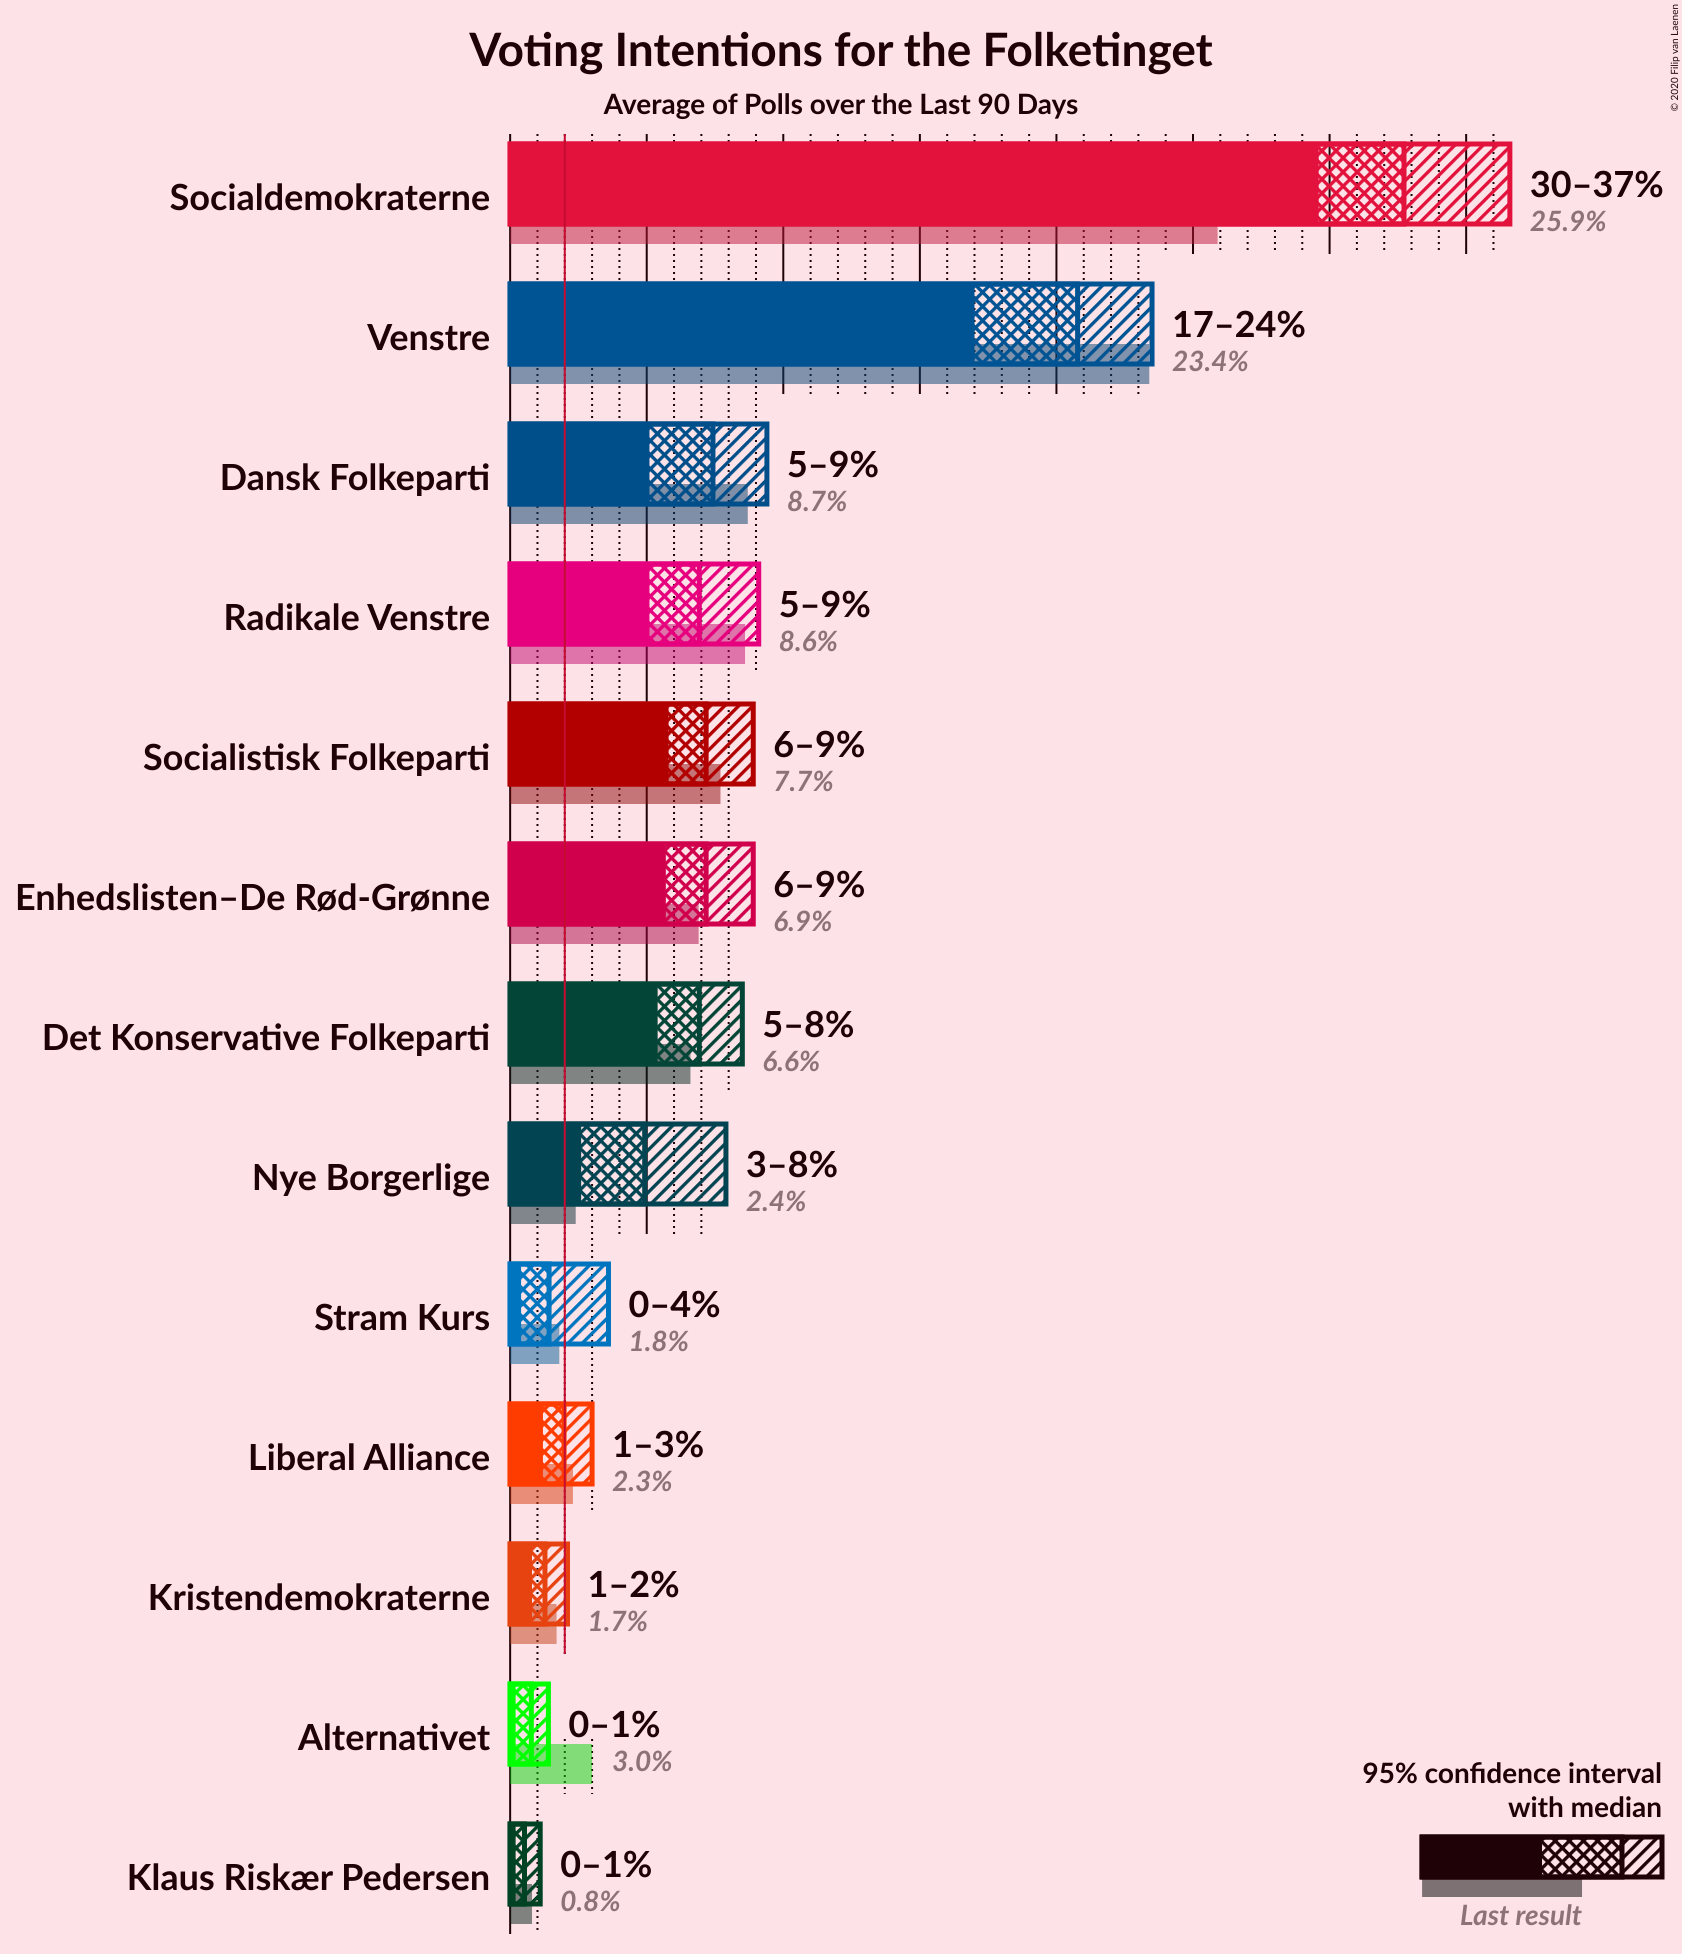 Voting Intentions for the Folketinget
Average of Polls over the Last 90 Days
© 2020 Filip van Laenen
Socialdemokraterne
30–37%
25.9%
Venstre
17–24%
23.4%
Dansk Folkeparti
5–9%
8.7%
Radikale Venstre
5–9%
8.6%
Socialistisk Folkeparti
6–9%
7.7%
Enhedslisten–De Rød-Grønne
6–9%
6.9%
Det Konservative Folkeparti
5–8%
6.6%
Nye Borgerlige
3–8%
2.4%
Stram Kurs
0–4%
1.8%
Liberal Alliance
1–3%
2.3%
Kristendemokraterne
1–2%
1.7%
Alternativet
0–1%
3.0%
Klaus Riskær Pedersen
0–1%
0.8%
95% confidence interval
with median
Last result